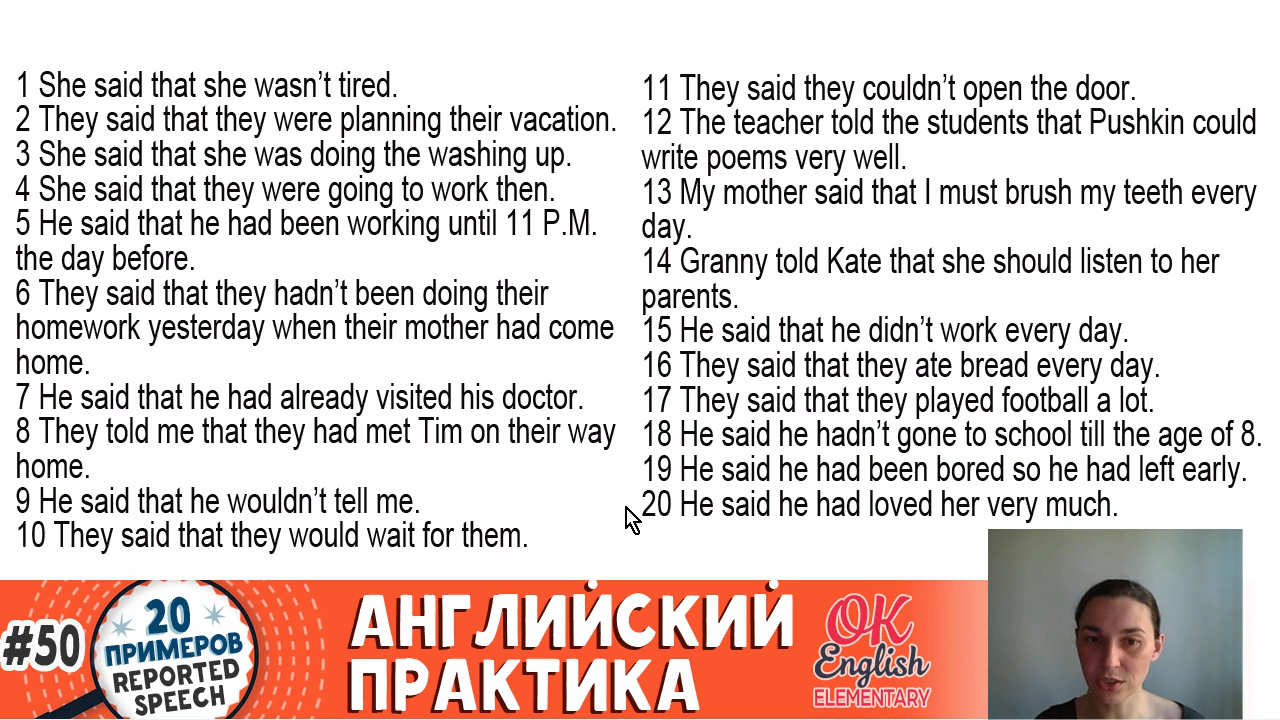 1 She said that she wasn’t tired.
2 They said that they were planning their vacation.
3 She said that she was doing the washing up.
4 She said that they were going to work then.
5 He said that he had been working until 11 P.M.
the day before.
6 They said that they hadn’t been doing their
homework yesterday when their mother had come
home.
7 He said that he had already visited his doctor.
8 They told me that they had met Tim on their way
home.
9 He said that he wouldn’t tell me.
10 They said that they would wait for them.
11 They said they couldn’t open the door.
12 The teacher told the students that Pushkin could
write poems very well.
13 My mother said that I must brush my teeth every
day.
14 Granny told Kate that she should listen to her
parents.
15 He said that he didn’t work every day.
16 They said that they ate bread every day.
17 They said that they played football a lot.
18 He said he hadn’t gone to school till the age of 8.
19 He said he had been bored so he had left early.
20 He said he had loved her very much.
#50
20
ПРИМЕРОВ
REPORTED
SPEECH
АНГЛИЙСКИЙ
ПРАКТИКА
OK
English
ELEMENTARY